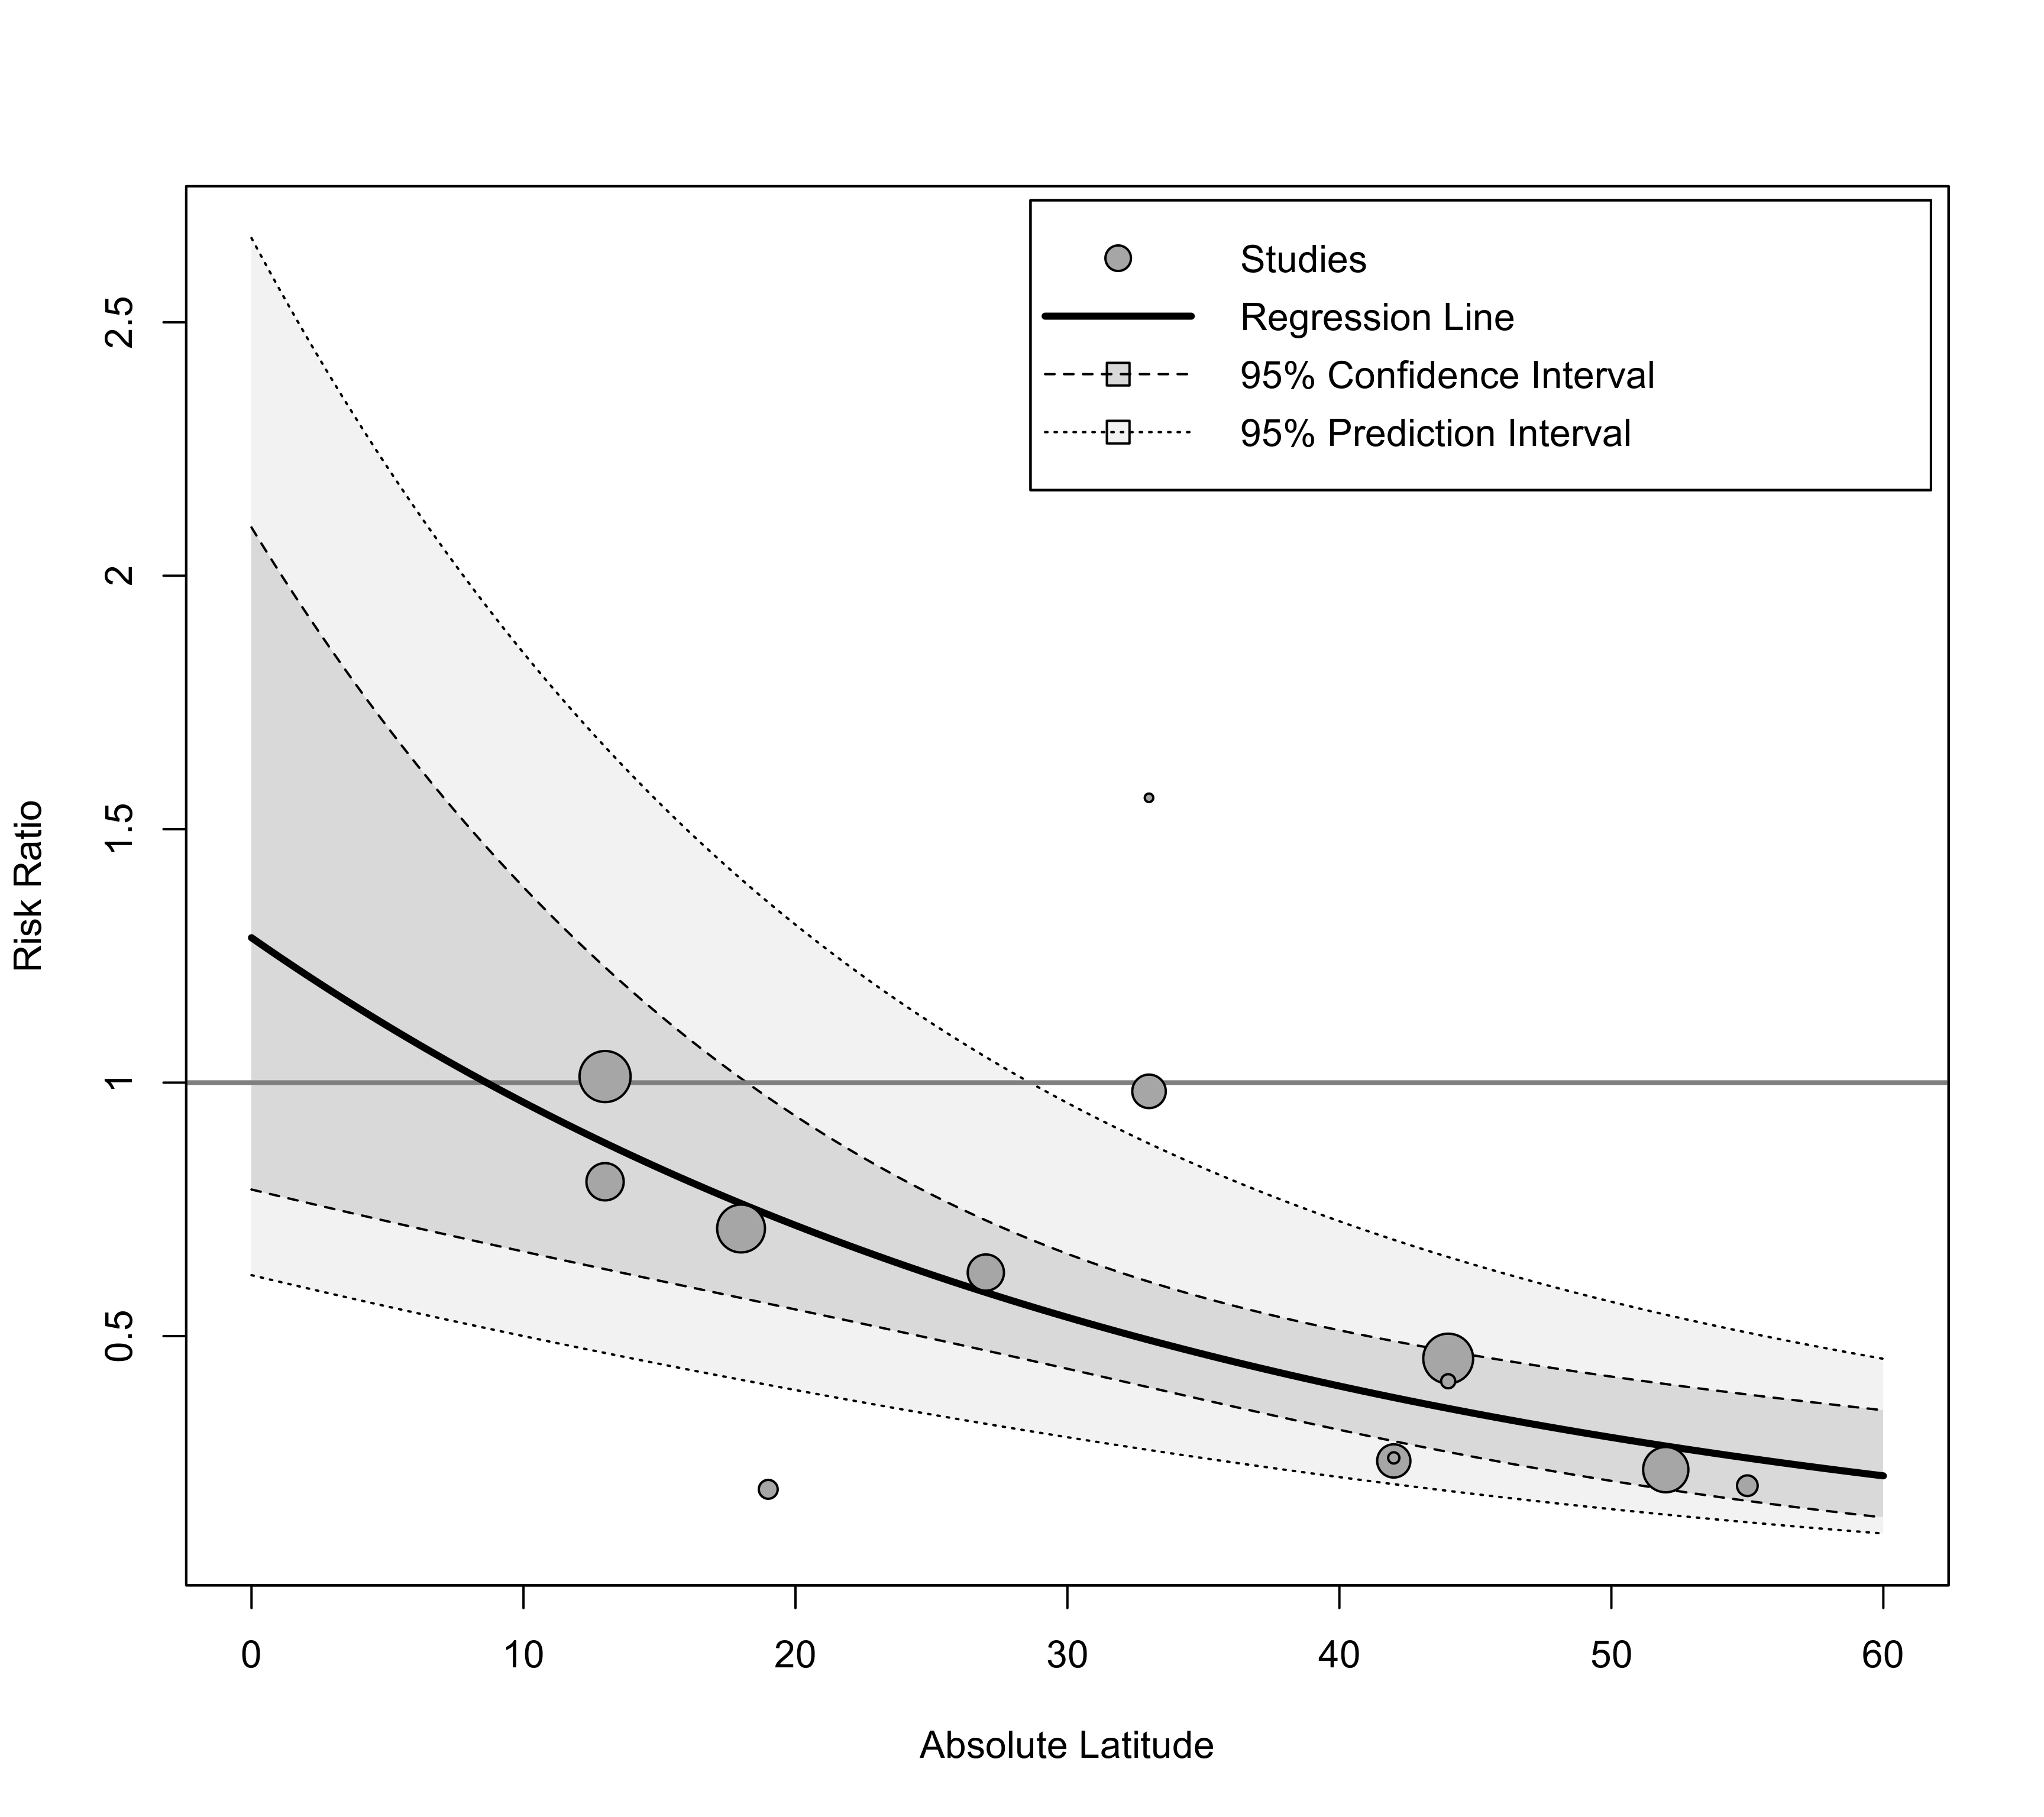 Studies
Regression Line
95% Confidence Interval
95% Prediction Interval
Risk Ratio
2.5
2
1.5
1
0.5
0 10 20 30 40 50 60
Absolute Latitude